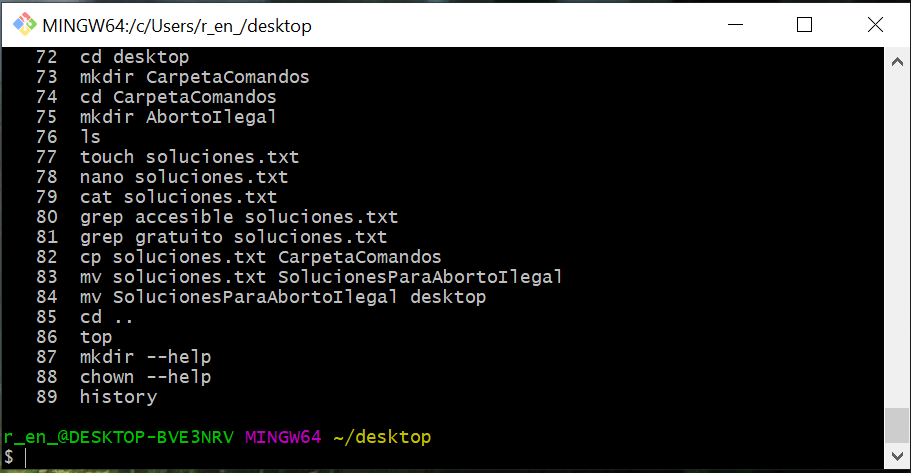 MINGW64:/c/Users/r_en_/desktop
72 cd desktop
73 mkdir CarpetaComandos
74 cd CarpetaComandos
75 mkdir AbortoIlegal
76 ls
77 touch soluciones.txt
78 nano soluciones.txt
79 cat soluciones.txt
80 grep accesible soluciones.txt
81 grep gratuito soluciones.txt
82 cp soluciones.txt CarpetaComandos
83 mv soluciones.txt SolucionesParaAbortoIlegal
84 mv SolucionesParaAbortoIlegal desktop
85 cd ..
86 top
87 mkdir --help
88 chown --help
89 history
r_en_@DESKTOP-BVE3NRV MINGW64 ~/desktop
$